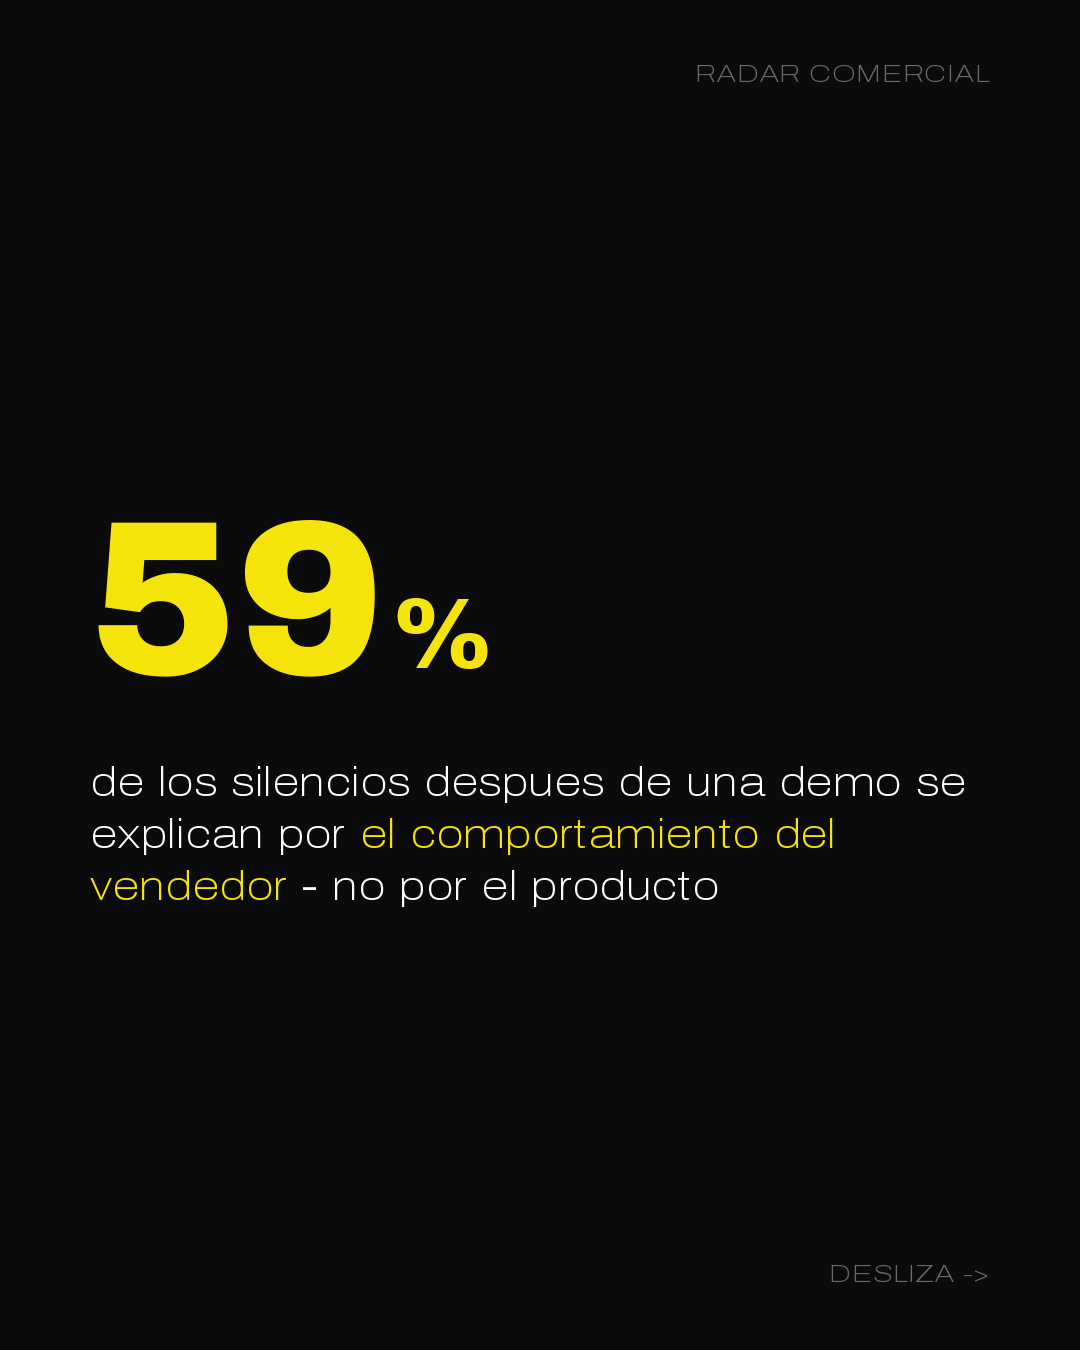 RADAR COMERCIAL
59%
de los silencios despues de una demo se
explican por el comportamiento del
vendedor - no por el producto
DESLIZA ->